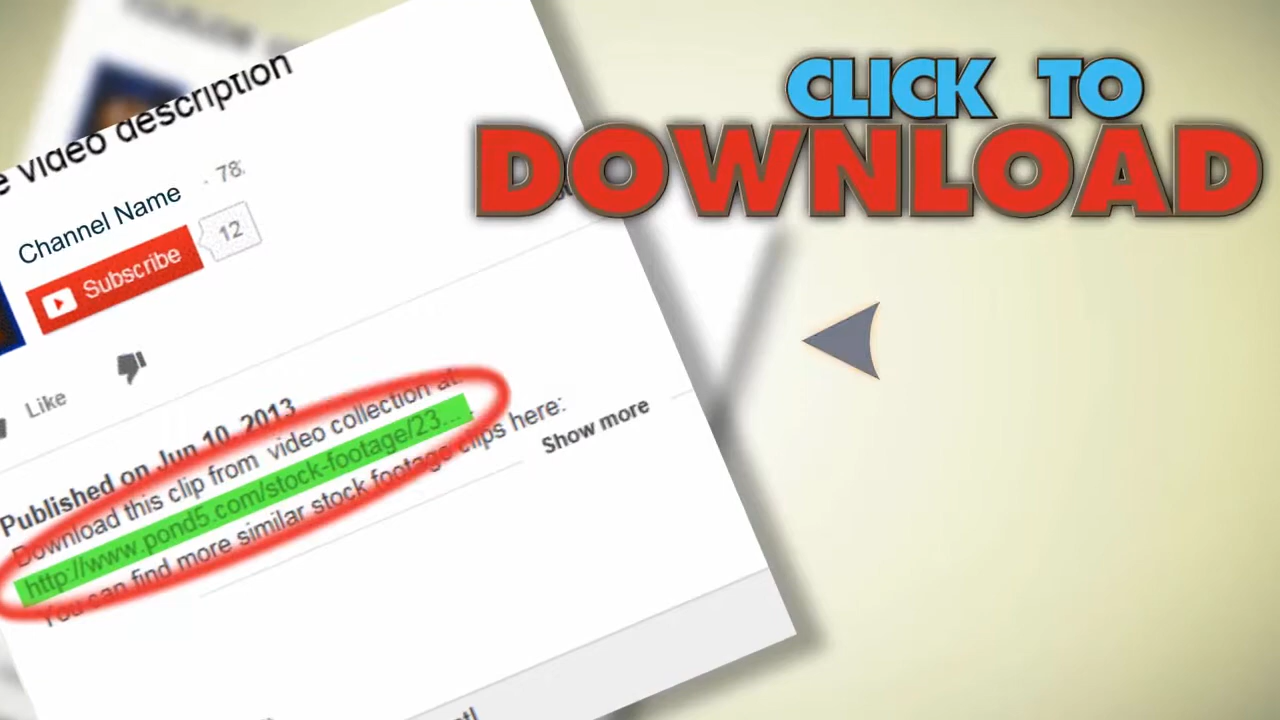 CLICK TO
DOWNLOAD
video description
Channel Name
Subscribe
12
Like
Published on Jun 10, 2013
Download this clip from video collection at
http://www.pond5.com/stock-footage/23...
You can find more similar stock footage clips here:
Show more